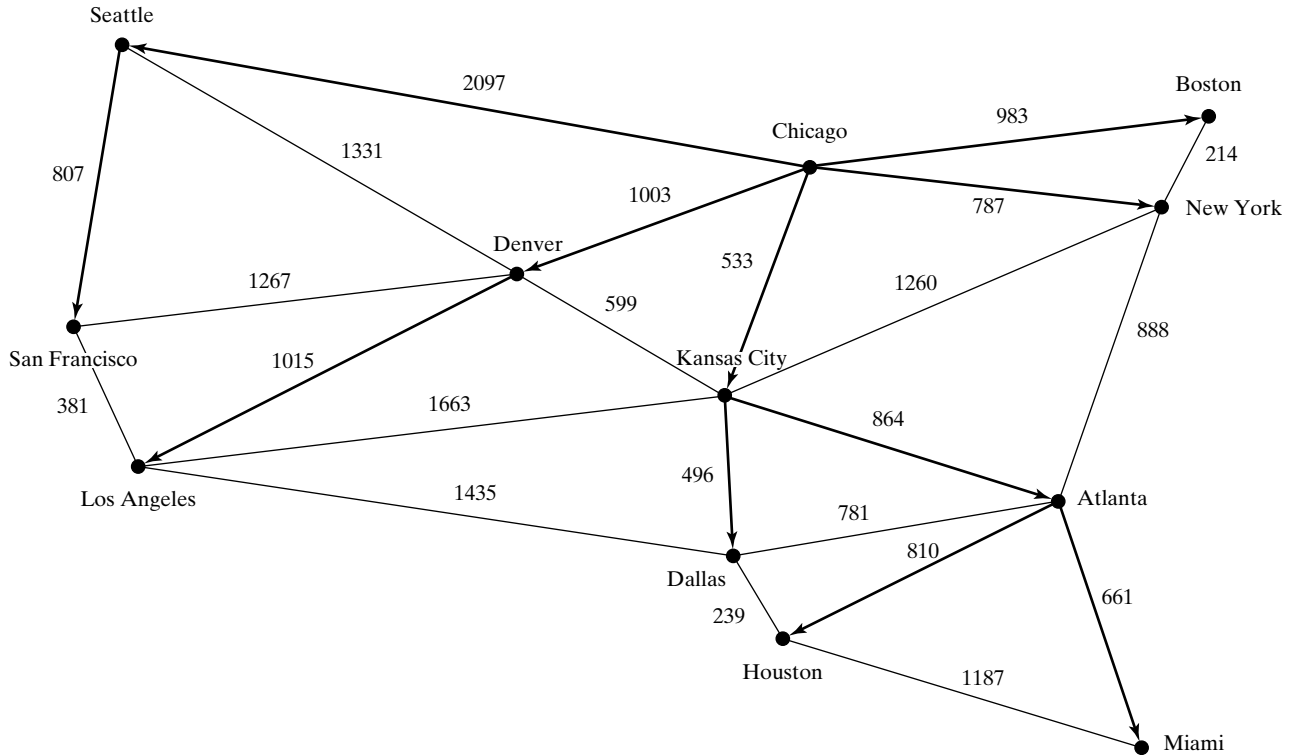 Seattle
2097
Boston
983
Chicago
807
1331
214
1003
787
New York
Denver
533
1260
1267
599
888
San Francisco
1015
Kansas City
381
1663
864
496
Los Angeles
1435
781
Atlanta
810
Dallas
661
239
Houston
1187
Miami